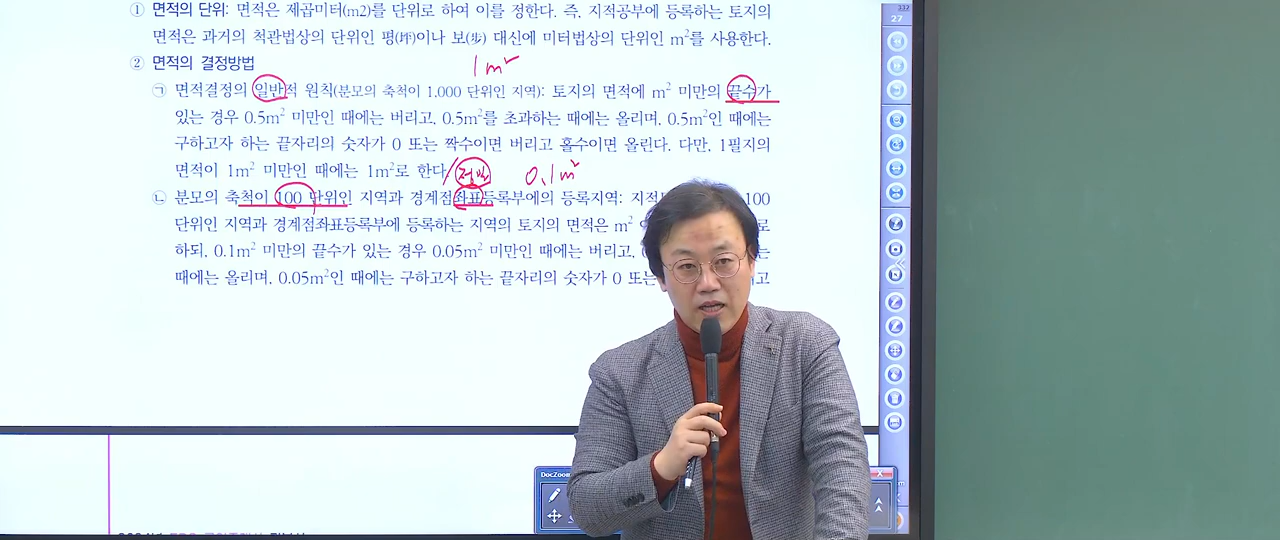 ① 면적의 단위: 면적은 제곱미터(m2)를 단위로 하여 이를 정한다. 즉, 지적공부에 등록하는 토지의
면적은 과거의 척관법상의 단위인 평(坪)이나 보(步) 대신에 미터법상의 단위인 m²를 사용한다.
② 면적의 결정방법
1m²
㉠ 면적결정의 일반적 원칙(분모의 축척이 1,000 단위인 지역): 토지의 면적에 m² 미만의 끝수가
있는 경우 0.5m² 미만인 때에는 버리고, 0.5m²를 초과하는 때에는 올리며, 0.5m²인 때에는
구하고자 하는 끝자리의 숫자가 0 또는 짝수이면 버리고 홀수이면 올린다. 다만, 1필지의
면적이 1m² 미만인 때에는 1m²로 한다
0.1m²
㉡ 분모의 축척이 100 단위인 지역과 경계점좌표등록부에의 등록지역: 지적 100
단위인 지역과 경계점좌표등록부에 등록하는 지역의 토지의 면적은 m² 로
하되, 0.1m² 미만의 끝수가 있는 경우 0.05m² 미만인 때에는 버리고, 는
때에는 올리며, 0.05m²인 때에는 구하고자 하는 끝자리의 숫자가 0 또는 고
332
27
DocZoom